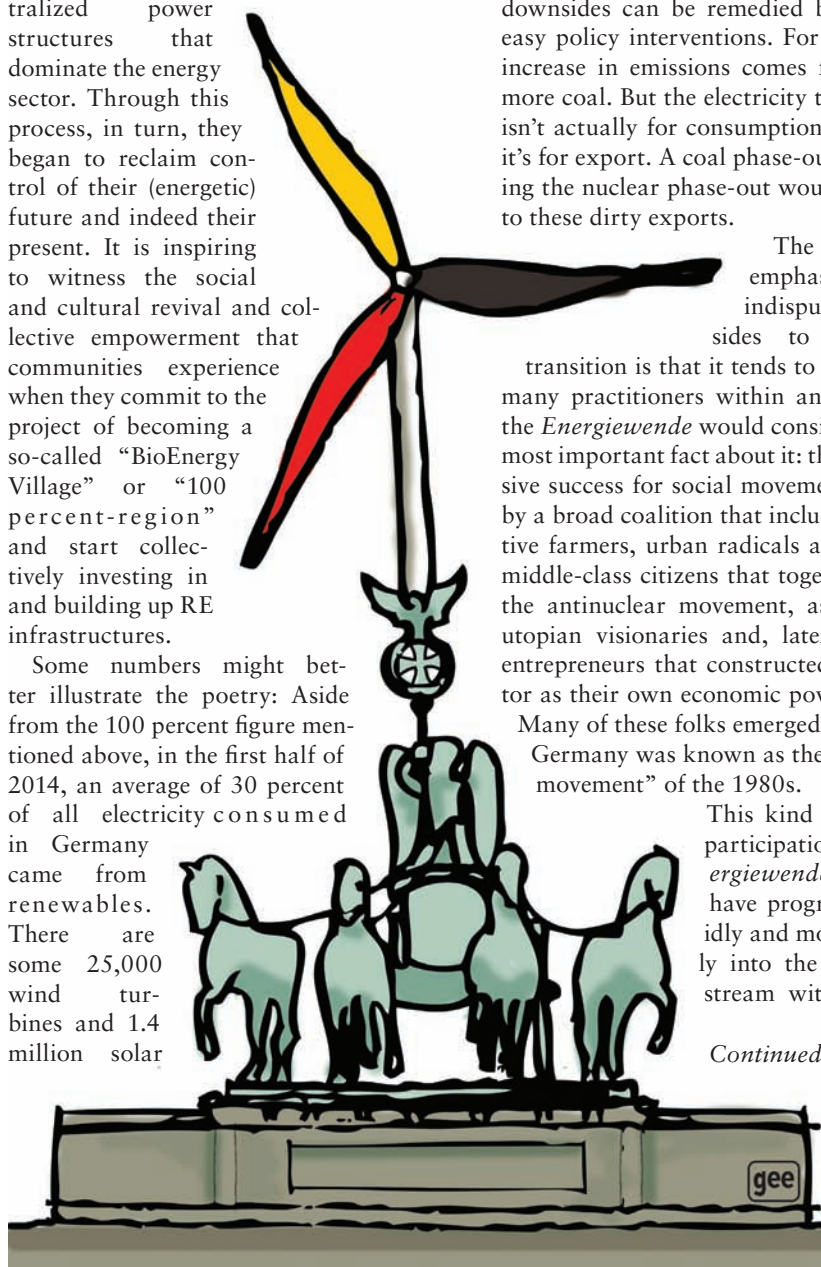 tralized power
structures that
dominate the energy
sector. Through this
process, in turn, they
began to reclaim con-
trol of their (energetic)
future and indeed their
present. It is inspiring
to witness the social
and cultural revival and col-
lective empowerment that
communities experience
when they commit to the
project of becoming a
so-called “BioEnergy
Village” or “100
percent-region”
and start collec-
tively investing in
and building up RE
infrastructures.
Some numbers might bet-
ter illustrate the poetry: Aside
from the 100 percent figure men-
tioned above, in the first half of
2014, an average of 30 percent
of all electricity consumed
in Germany
came from
renewables.
There are
some 25,000
wind tur-
bines and 1.4
million solar
downsides can be remedied b
easy policy interventions. For
increase in emissions comes f
more coal. But the electricity t
isn’t actually for consumption
it’s for export. A coal phase-ou
ing the nuclear phase-out wou
to these dirty exports.
The
emphas
indispu
sides to
transition is that it tends to
many practitioners within an
the Energiewende would consi
most important fact about it: th
sive success for social moveme
by a broad coalition that inclu
tive farmers, urban radicals a
middle-class citizens that toge
the antinuclear movement, as
utopian visionaries and, late
entrepreneurs that constructed
tor as their own economic pov
Many of these folks emerged
Germany was known as the
movement” of the 1980s.
This kind
participatio
ergiewende
have progr
idly and mo
ly into the
stream wit
Continued
gee